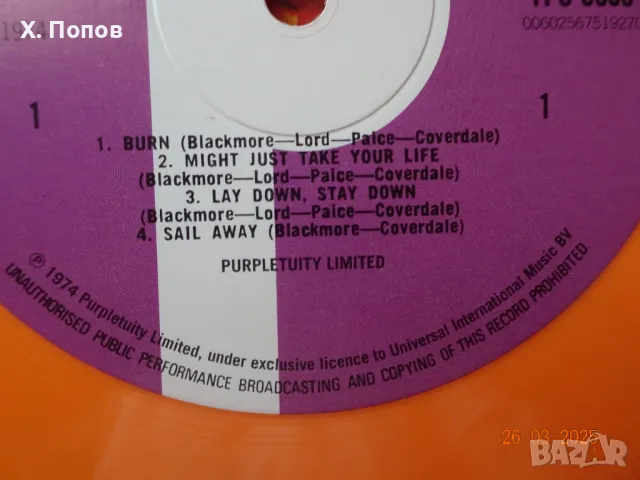 X. Попов
00602567519270
1
1
1. BURN (Blackmore—Lord—Paice—Coverdale)
2. MIGHT JUST TAKE YOUR LIFE
(Blackmore—Lord—Paice—Coverdale)
3. LAY DOWN, STAY DOWN
(Blackmore—Lord—Paice—Coverdale)
4. SAIL AWAY (Blackmore—Coverdale)
PURPLETUITY LIMITED
℗ 1974 Purpletuity Limited, under exclusive licence to Universal International Music BV
UNAUTHORISED PUBLIC PERFORMANCE BROADCASTING AND COPYING OF THIS RECORD PROHIBITED.
26 03 2025
BAZAR